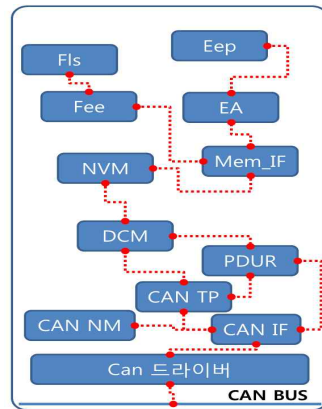 Eep
Fls
Fee
EA
Mem_IF
NVM
DCM
PDUR
CAN TP
CAN NM
CAN IF
Can 드라이버
CAN BUS